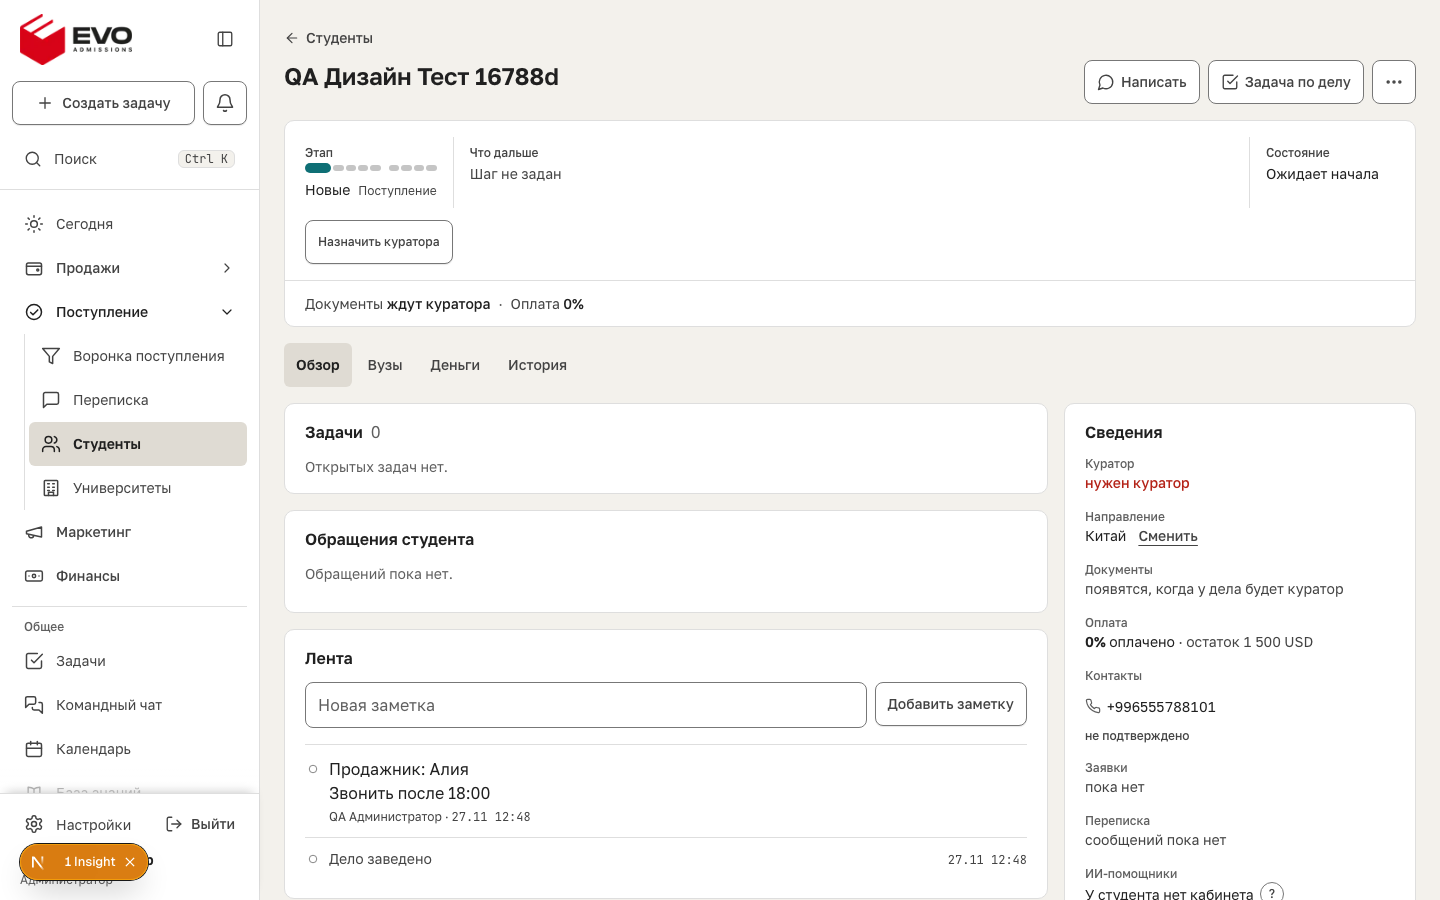 EVO
ADMISSIONS
Создать задачу
Поиск
Ctrl K
Сегодня
Продажи
Поступление
Воронка поступления
Переписка
Студенты
Университеты
Маркетинг
Финансы
Общее
Задачи
Командный чат
Календарь
База знаний
Настройки
Выйти
1 Insight
Администратор
Студенты
QA Дизайн Тест 16788d
Написать
Задача по делу
Этап
Новые Поступление
Что дальше
Шаг не задан
Состояние
Ожидает начала
Назначить куратора
Документы ждут куратора · Оплата 0%
Обзор
Вузы
Деньги
История
Задачи 0
Открытых задач нет.
Обращения студента
Обращений пока нет.
Лента
Новая заметка
Добавить заметку
Продажник: Алия
Звонить после 18:00
QA Администратор · 27.11 12:48
Дело заведено
27.11 12:48
Сведения
Куратор
нужен куратор
Направление
Китай Сменить
Документы
появятся, когда у дела будет куратор
Оплата
0% оплачено · остаток 1 500 USD
Контакты
+996555788101
не подтверждено
Заявки
пока нет
Переписка
сообщений пока нет
ИИ-помощники
У студента нет кабинета ?